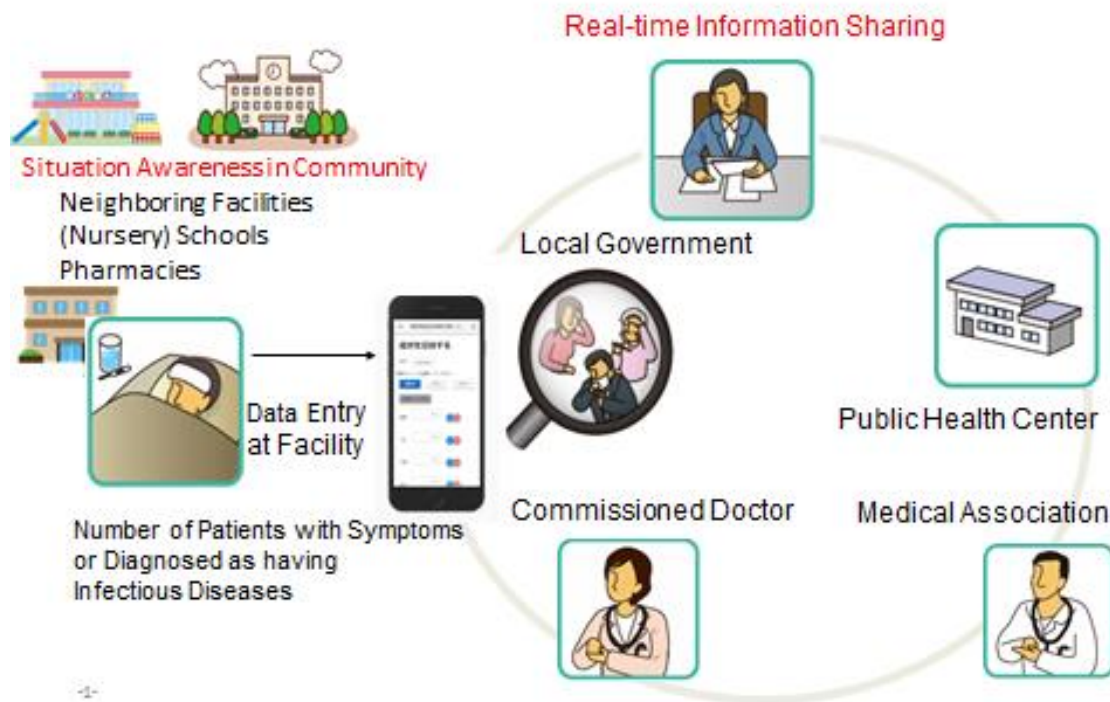 Real-time Information Sharing
Situation Awareness in Community
Neighboring Facilities
(Nursery) Schools
Pharmacies
Local Government
Data Entry
at Facility
Public Health Center
Number of Patients with Symptoms
or Diagnosed as having
Infectious Diseases
Commissioned Doctor
Medical Association
-1-